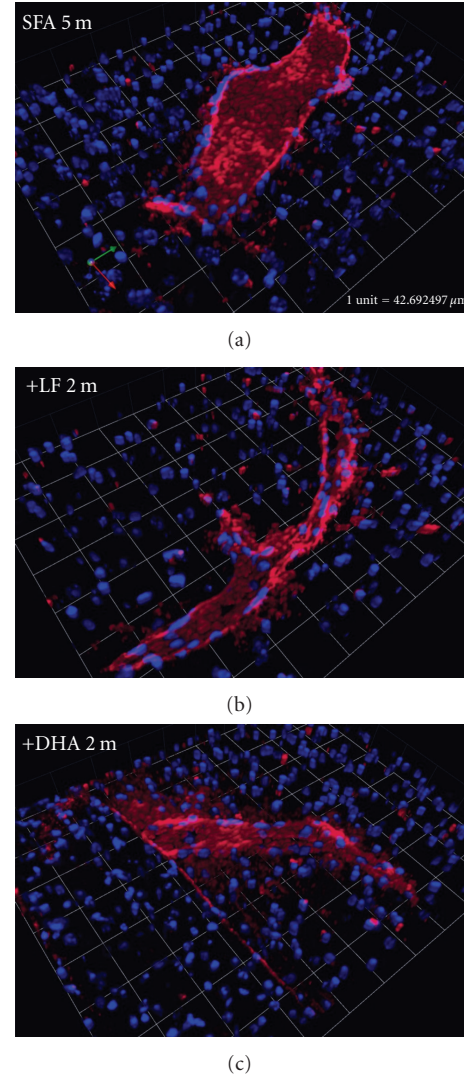 SFA 5 m
1 unit = 42.692497 μm
(a)
+LF 2 m
(b)
+DHA 2 m
(c)